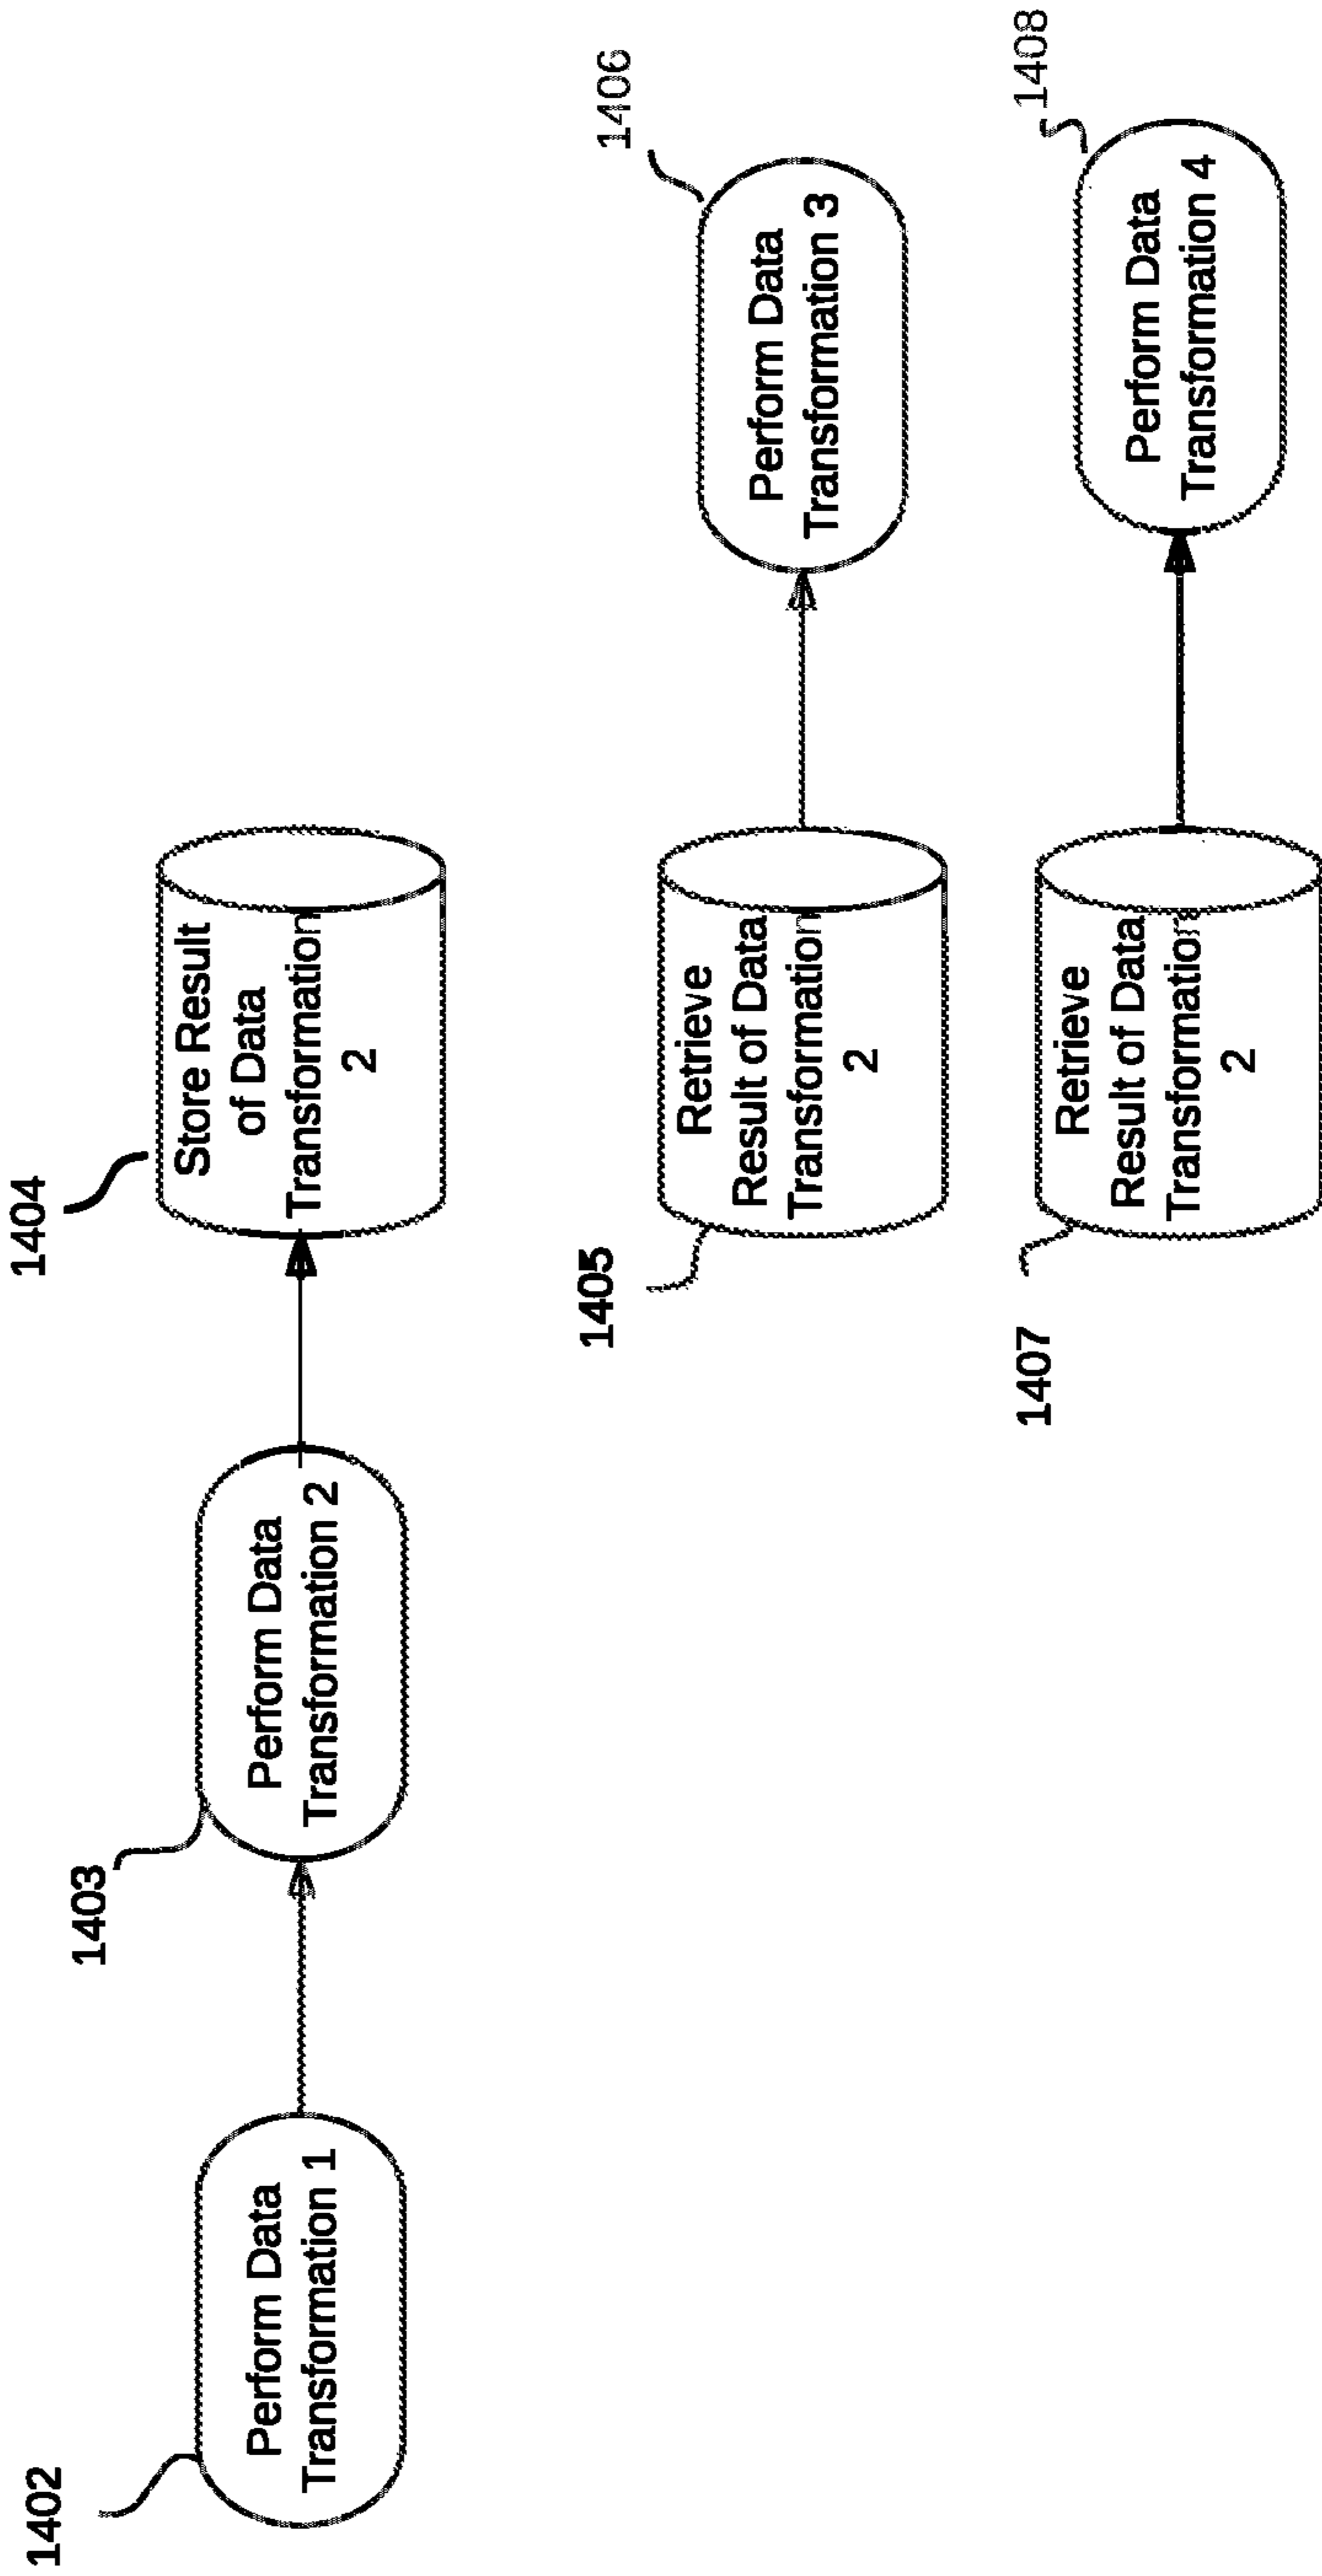 1402
Perform Data
Transformation 1
1403
Perform Data
Transformation 2
1404
Store Result
of Data
Transformation
2
1405
Retrieve
Result of Data
Transformation
2
1406
Perform Data
Transformation 3
1407
Retrieve
Result of Data
Transformation
2
1408
Perform Data
Transformation 4